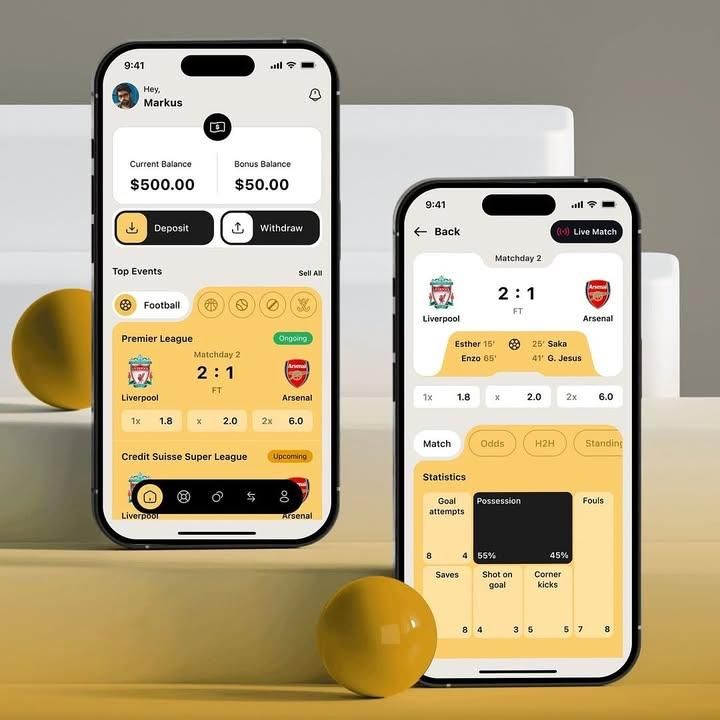 9:41
Hey,
Markus
Current Balance
Bonus Balance
$500.00
$50.00
Deposit
Withdraw
Top Events
Sell All
Football
Premier League
Ongoing
Matchday 2
2 : 1
FT
Liverpool
Arsenal
1x 1.8
x 2.0
2x 6.0
Credit Suisse Super League
Upcoming
Liverpool
Arsenal
9:41
Back
Live Match
Matchday 2
2 : 1
FT
Liverpool
Arsenal
Esther 15'
25' Saka
Enzo 65'
41' G. Jesus
1x 1.8
x 2.0
2x 6.0
Match
Odds
H2H
Standing
Statistics
Goal
attempts
8 4
Possession
55% 45%
Fouls
Saves
8
Shot on
goal
4 3
Corner
kicks
5 5
7 8